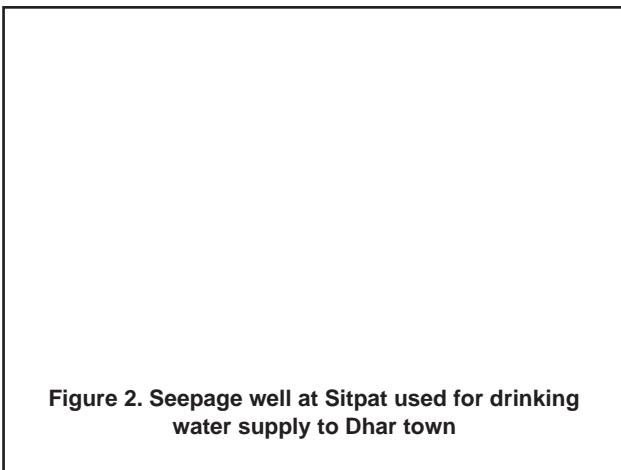 Figure 2. Seepage well at Sitpat used for drinking
water supply to Dhar town